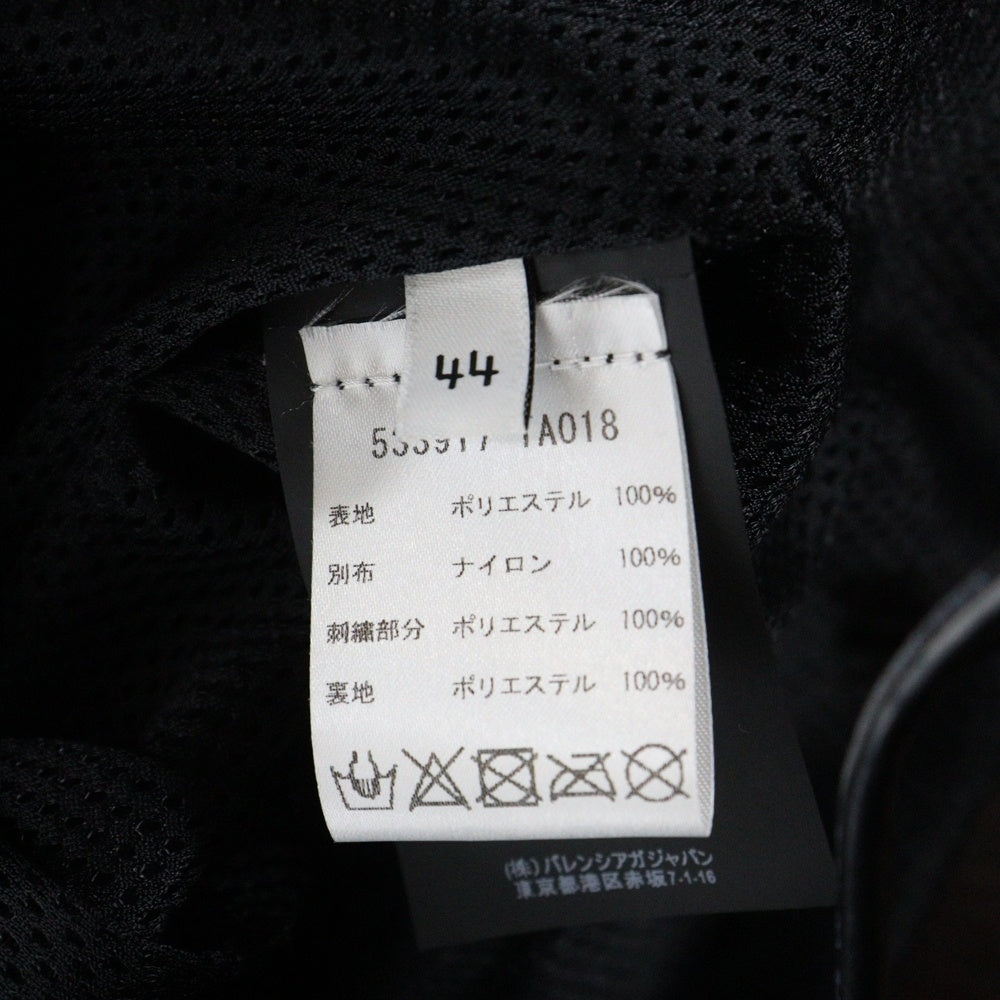 44
533917 TA018
表地 ポリエステル 100%
別布 ナイロン 100%
刺繍部分 ポリエステル 100%
裏地 ポリエステル 100%
(株)バレンシアガジャパン
東京都港区赤坂7-1-16